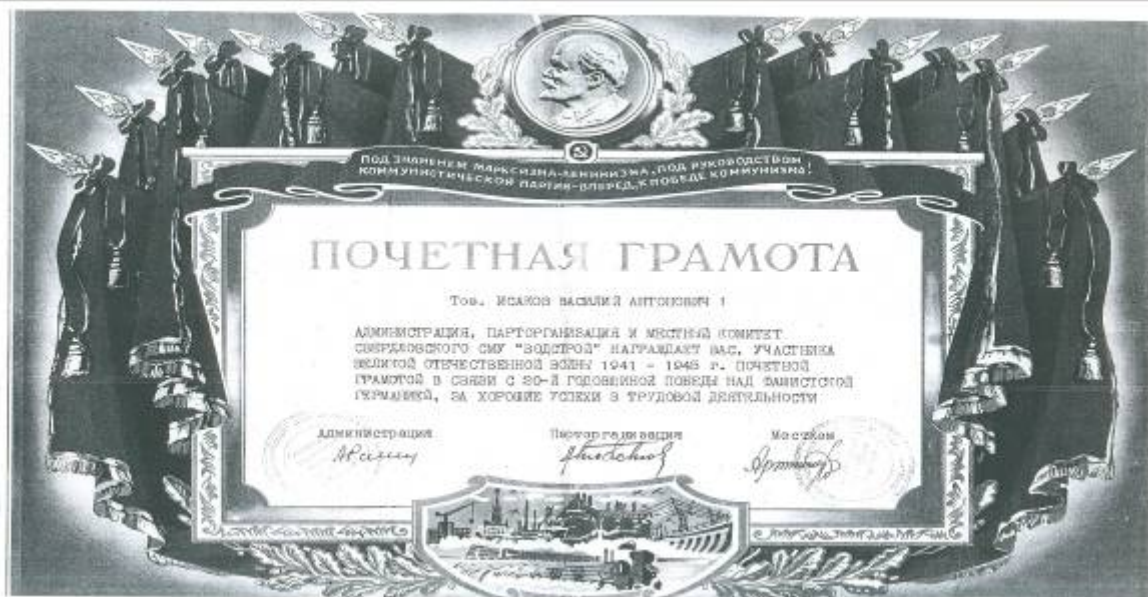 ПОД ЗНАМЕНЕМ МАРКСИЗМА-ЛЕНИНИЗМА, ПОД РУКОВОДСТВОМ
КОММУНИСТИЧЕСКОЙ ПАРТИИ-ВПЕРЕД, К ПОБЕДЕ КОММУНИЗМА!
ПОЧЕТНАЯ ГРАМОТА
Тов. ИСАКОВ ВАСИЛИЙ АНТОНОВИЧ !
АДМИНИСТРАЦИЯ, ПАРТОРГАНИЗАЦИЯ И МЕСТНЫЙ КОМИТЕТ
СВЕРДЛОВСКОГО СМУ "ВОДСТРОЙ" НАГРАЖДАЕТ ВАС, УЧАСТНИКА
ВЕЛИКОЙ ОТЕЧЕСТВЕННОЙ ВОЙНЫ 1941 - 1945 г. ПОЧЕТНОЙ
ГРАМОТОЙ В СВЯЗИ С 30-Й ГОДОВЩИНОЙ ПОБЕДЫ НАД ФАШИСТСКОЙ
ГЕРМАНИЕЙ, ЗА ХОРОШИЕ УСПЕХИ В ТРУДОВОЙ ДЕЯТЕЛЬНОСТИ
Администрация Парторганизация Местком